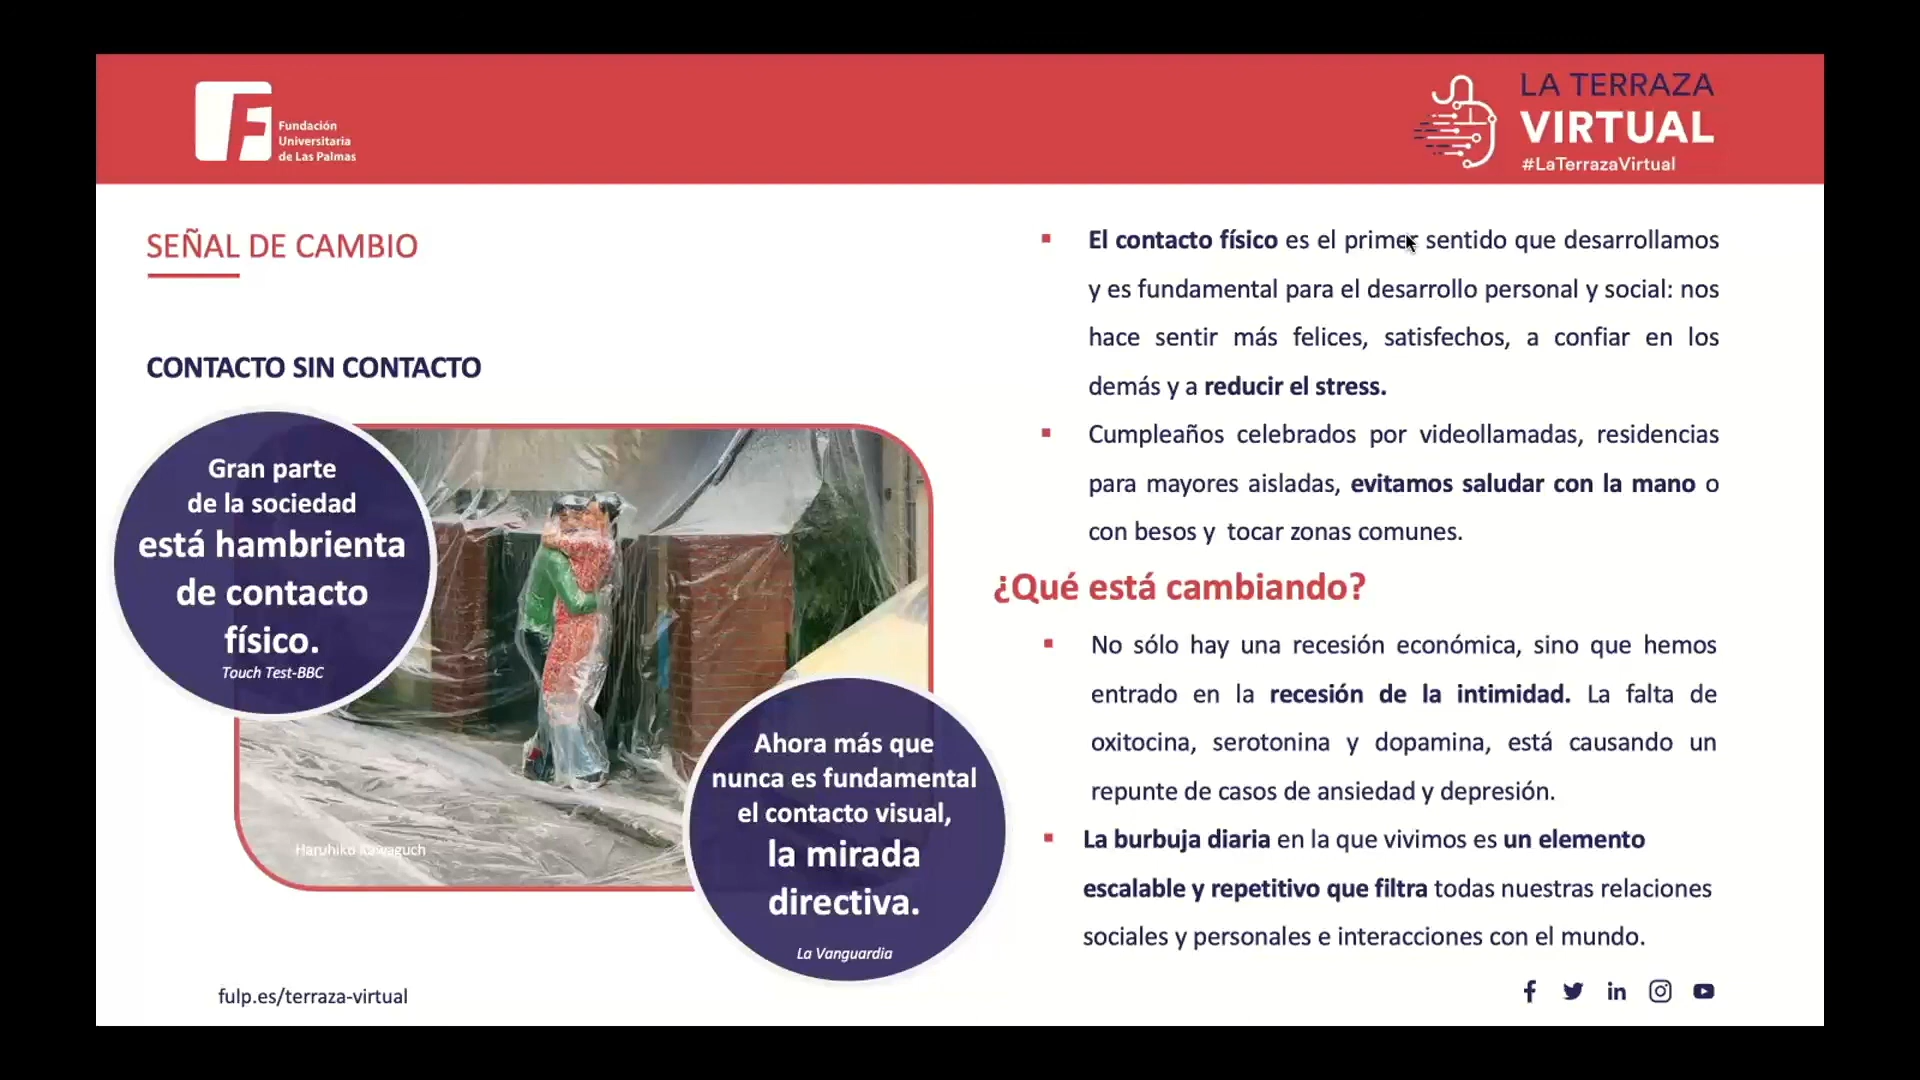 Fundación
Universitaria
de Las Palmas
LA TERRAZA
VIRTUAL
#LaTerrazaVirtual
SEÑAL DE CAMBIO
CONTACTO SIN CONTACTO
Gran parte
de la sociedad
está hambrienta
de contacto
físico.
Touch Test-BBC
Ahora más que
nunca es fundamental
el contacto visual,
la mirada
directiva.
La Vanguardia
Haruhiko Kawaguch
fulp.es/terraza-virtual
El contacto físico es el primer sentido que desarrollamos
y es fundamental para el desarrollo personal y social: nos
hace sentir más felices, satisfechos, a confiar en los
demás y a reducir el stress.
Cumpleaños celebrados por videollamadas, residencias
para mayores aisladas, evitamos saludar con la mano o
con besos y tocar zonas comunes.
¿Qué está cambiando?
No sólo hay una recesión económica, sino que hemos
entrado en la recesión de la intimidad. La falta de
oxitocina, serotonina y dopamina, está causando un
repunte de casos de ansiedad y depresión.
La burbuja diaria en la que vivimos es un elemento
escalable y repetitivo que filtra todas nuestras relaciones
sociales y personales e interacciones con el mundo.